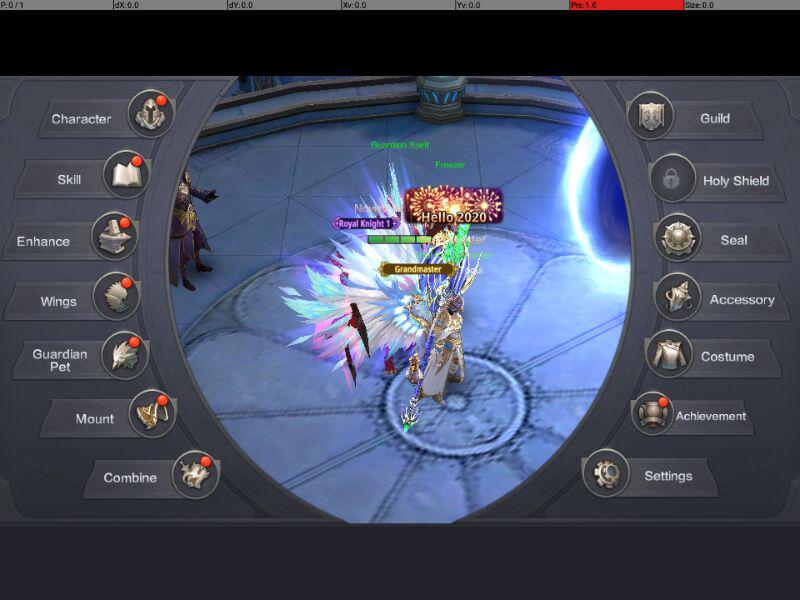 P: 0 / 1
dX: 0.0
dY: 0.0
Xv: 0.0
Yv: 0.0
Prs: 1.0
Size: 0.0
Character
Guild
Guardian Spirit
Freezer
Skill
Holy Shield
Hello 2020
Royal Knight 1
Enhance
Seal
Grandmaster
Wings
Accessory
Guardian
Pet
Costume
Mount
Achievement
Combine
Settings